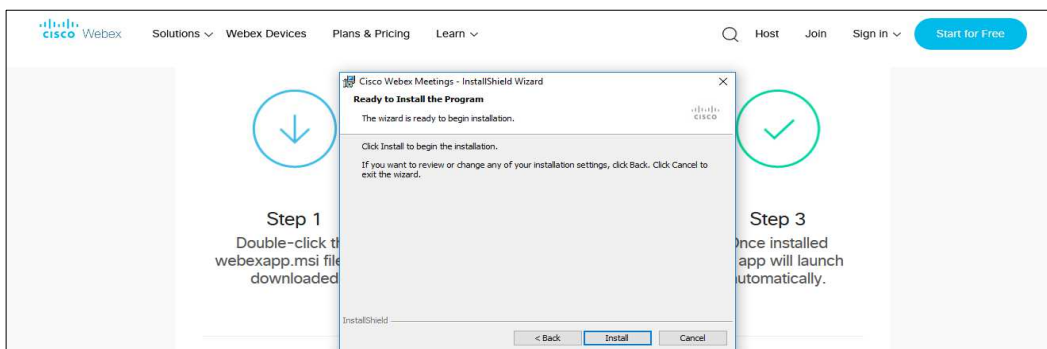 cisco Webex Solutions Webex Devices Plans & Pricing Learn Host Join Sign in Start for Free
Cisco Webex Meetings - InstallShield Wizard
Ready to Install the Program
The wizard is ready to begin installation.
cisco
Click Install to begin the installation.
If you want to review or change any of your installation settings, click Back. Click Cancel to
exit the wizard.
InstallShield
< Back Install Cancel
Step 1
Double-click
webexapp.msi
downloaded
Step 3
installed
app will launch
automatically.